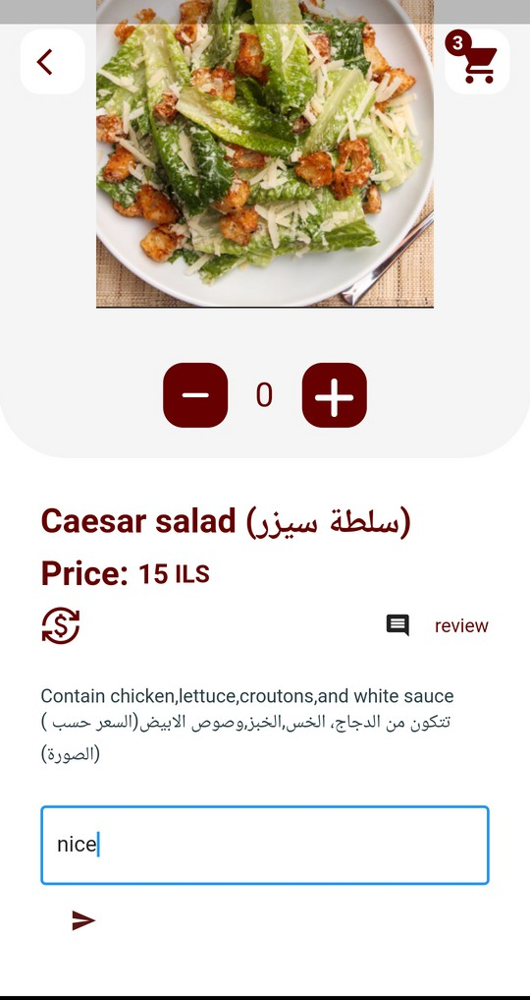 3
0
Caesar salad (سلطة سيزر)
Price: 15 ILS
review
Contain chicken,lettuce,croutons,and white sauce
تتكون من الدجاج، الخس,الخبز,وصوص الابيض(السعر حسب )
(الصورة)
nice